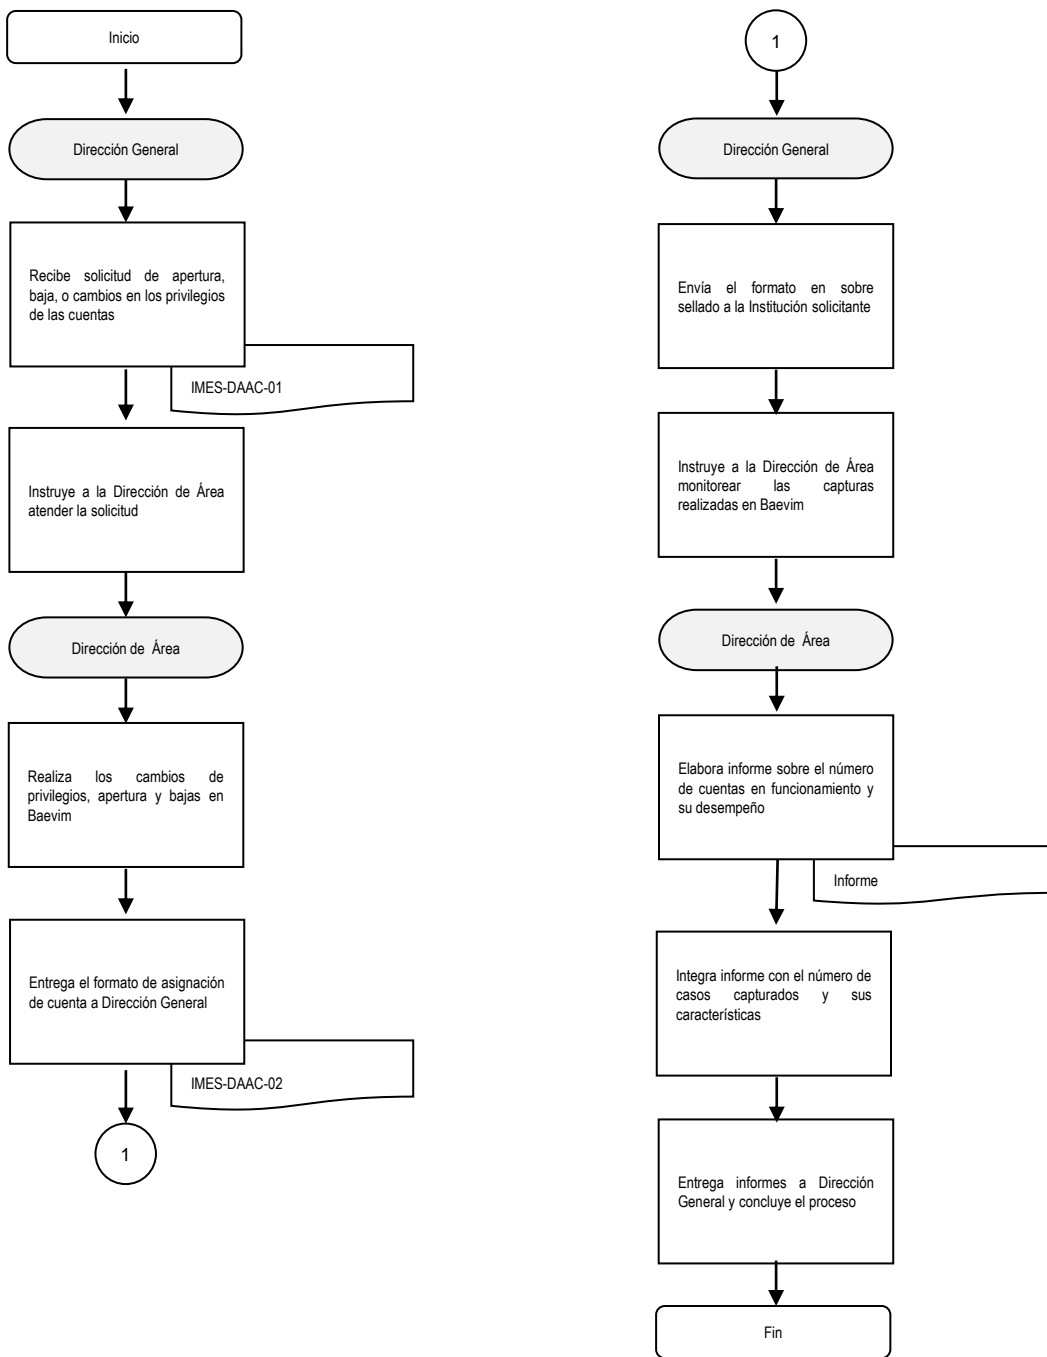 Inicio
Dirección General
Recibe solicitud de apertura,
baja, o cambios en los privilegios
de las cuentas
IMES-DAAC-01
Instruye a la Dirección de Área
atender la solicitud
Dirección de Área
Realiza los cambios de
privilegios, apertura y bajas en
Baevim
Entrega el formato de asignación
de cuenta a Dirección General
IMES-DAAC-02
1
1
Dirección General
Envía el formato en sobre
sellado a la Institución solicitante
Instruye a la Dirección de Área
monitorear las capturas
realizadas en Baevim
Dirección de Área
Elabora informe sobre el número
de cuentas en funcionamiento y
su desempeño
Informe
Integra informe con el número de
casos capturados y sus
características
Entrega informes a Dirección
General y concluye el proceso
Fin